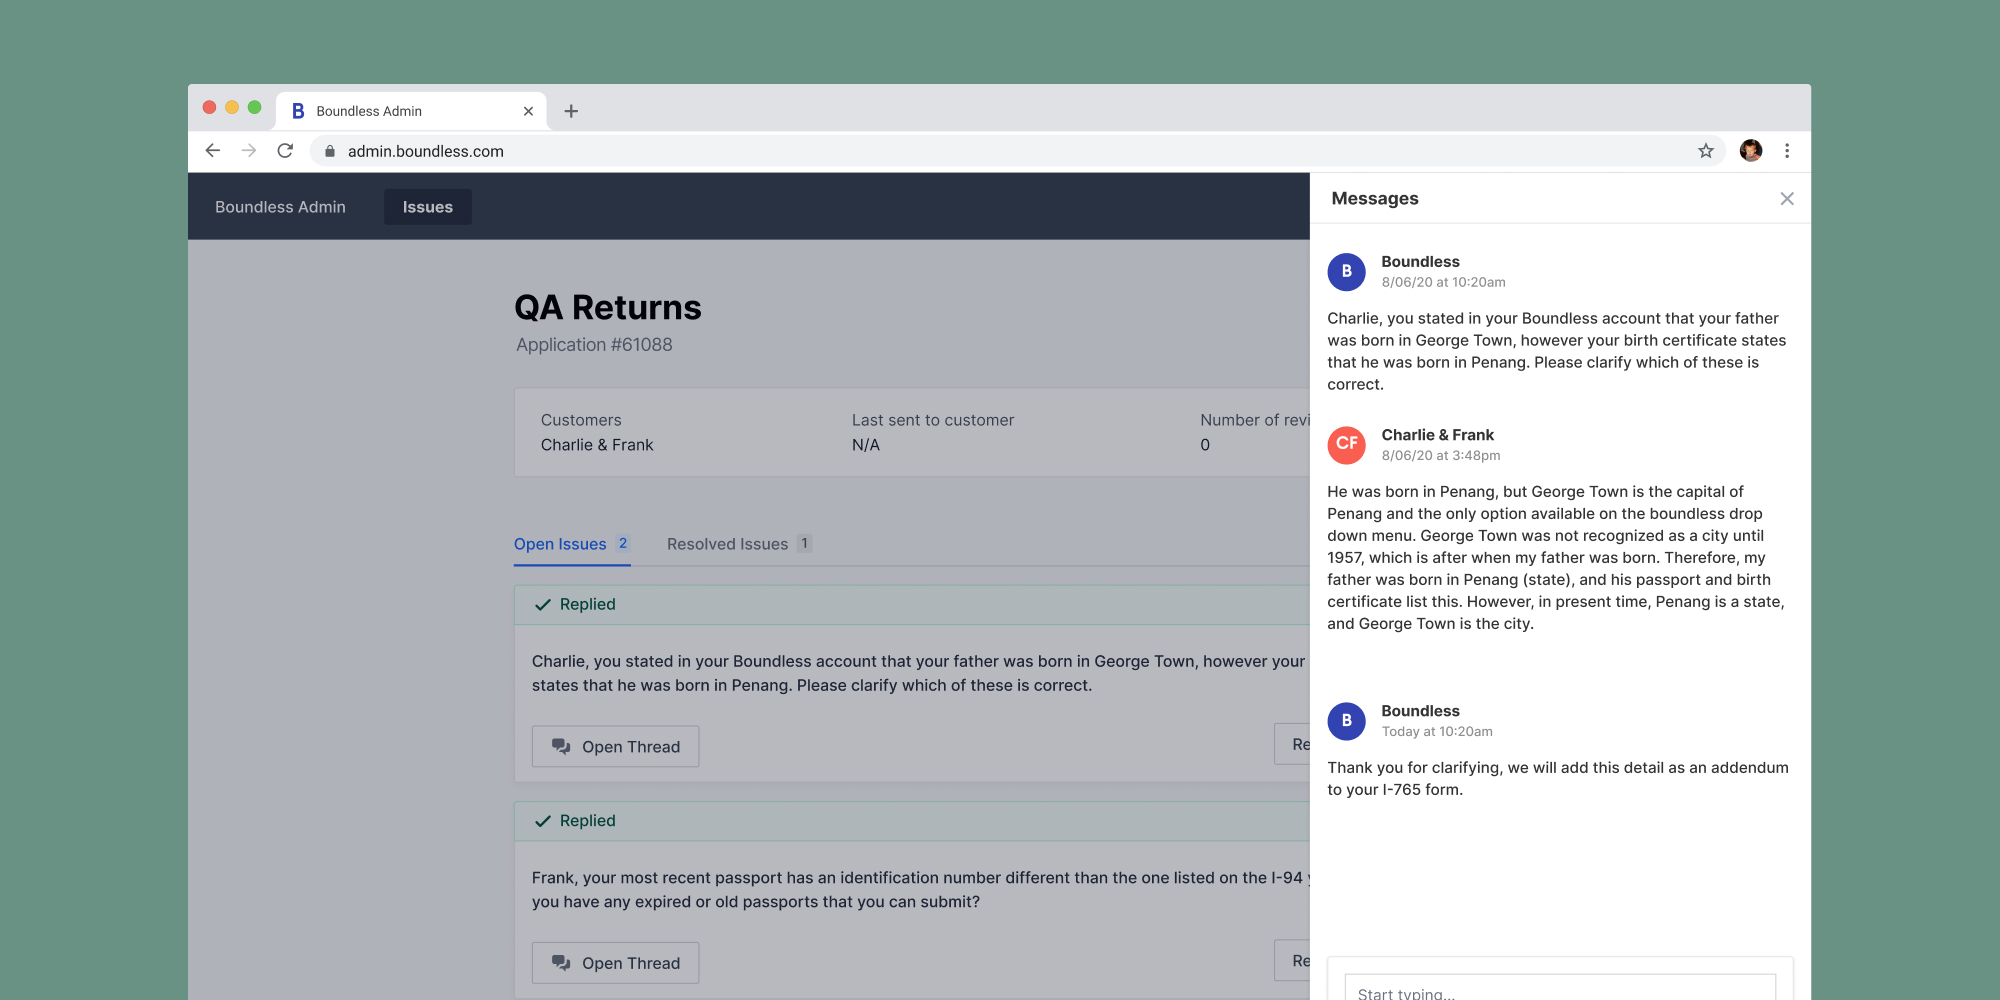 B Boundless Admin
admin.boundless.com
Boundless Admin Issues
QA Returns
Application #61088
Customers
Charlie & Frank
Last sent to customer
N/A
Number of
0
Open Issues 2 Resolved Issues 1
Replied
Charlie, you stated in your Boundless account that your father was born in George Town, however your
states that he was born in Penang. Please clarify which of these is correct.
Open Thread
Re
Replied
Frank, your most recent passport has an identification number different than the one listed on the I-94
you have any expired or old passports that you can submit?
Open Thread
Re
Messages
B
Boundless
8/06/20 at 10:20am
Charlie, you stated in your Boundless account that your father
was born in George Town, however your birth certificate states
that he was born in Penang. Please clarify which of these is
correct.
CF
Charlie & Frank
8/06/20 at 3:48pm
He was born in Penang, but George Town is the capital of
Penang and the only option available on the boundless drop
down menu. George Town was not recognized as a city until
1957, which is after when my father was born. Therefore, my
father was born in Penang (state), and his passport and birth
certificate list this. However, in present time, Penang is a state,
and George Town is the city.
B
Boundless
Today at 10:20am
Thank you for clarifying, we will add this detail as an addendum
to your I-765 form.
Start typing...